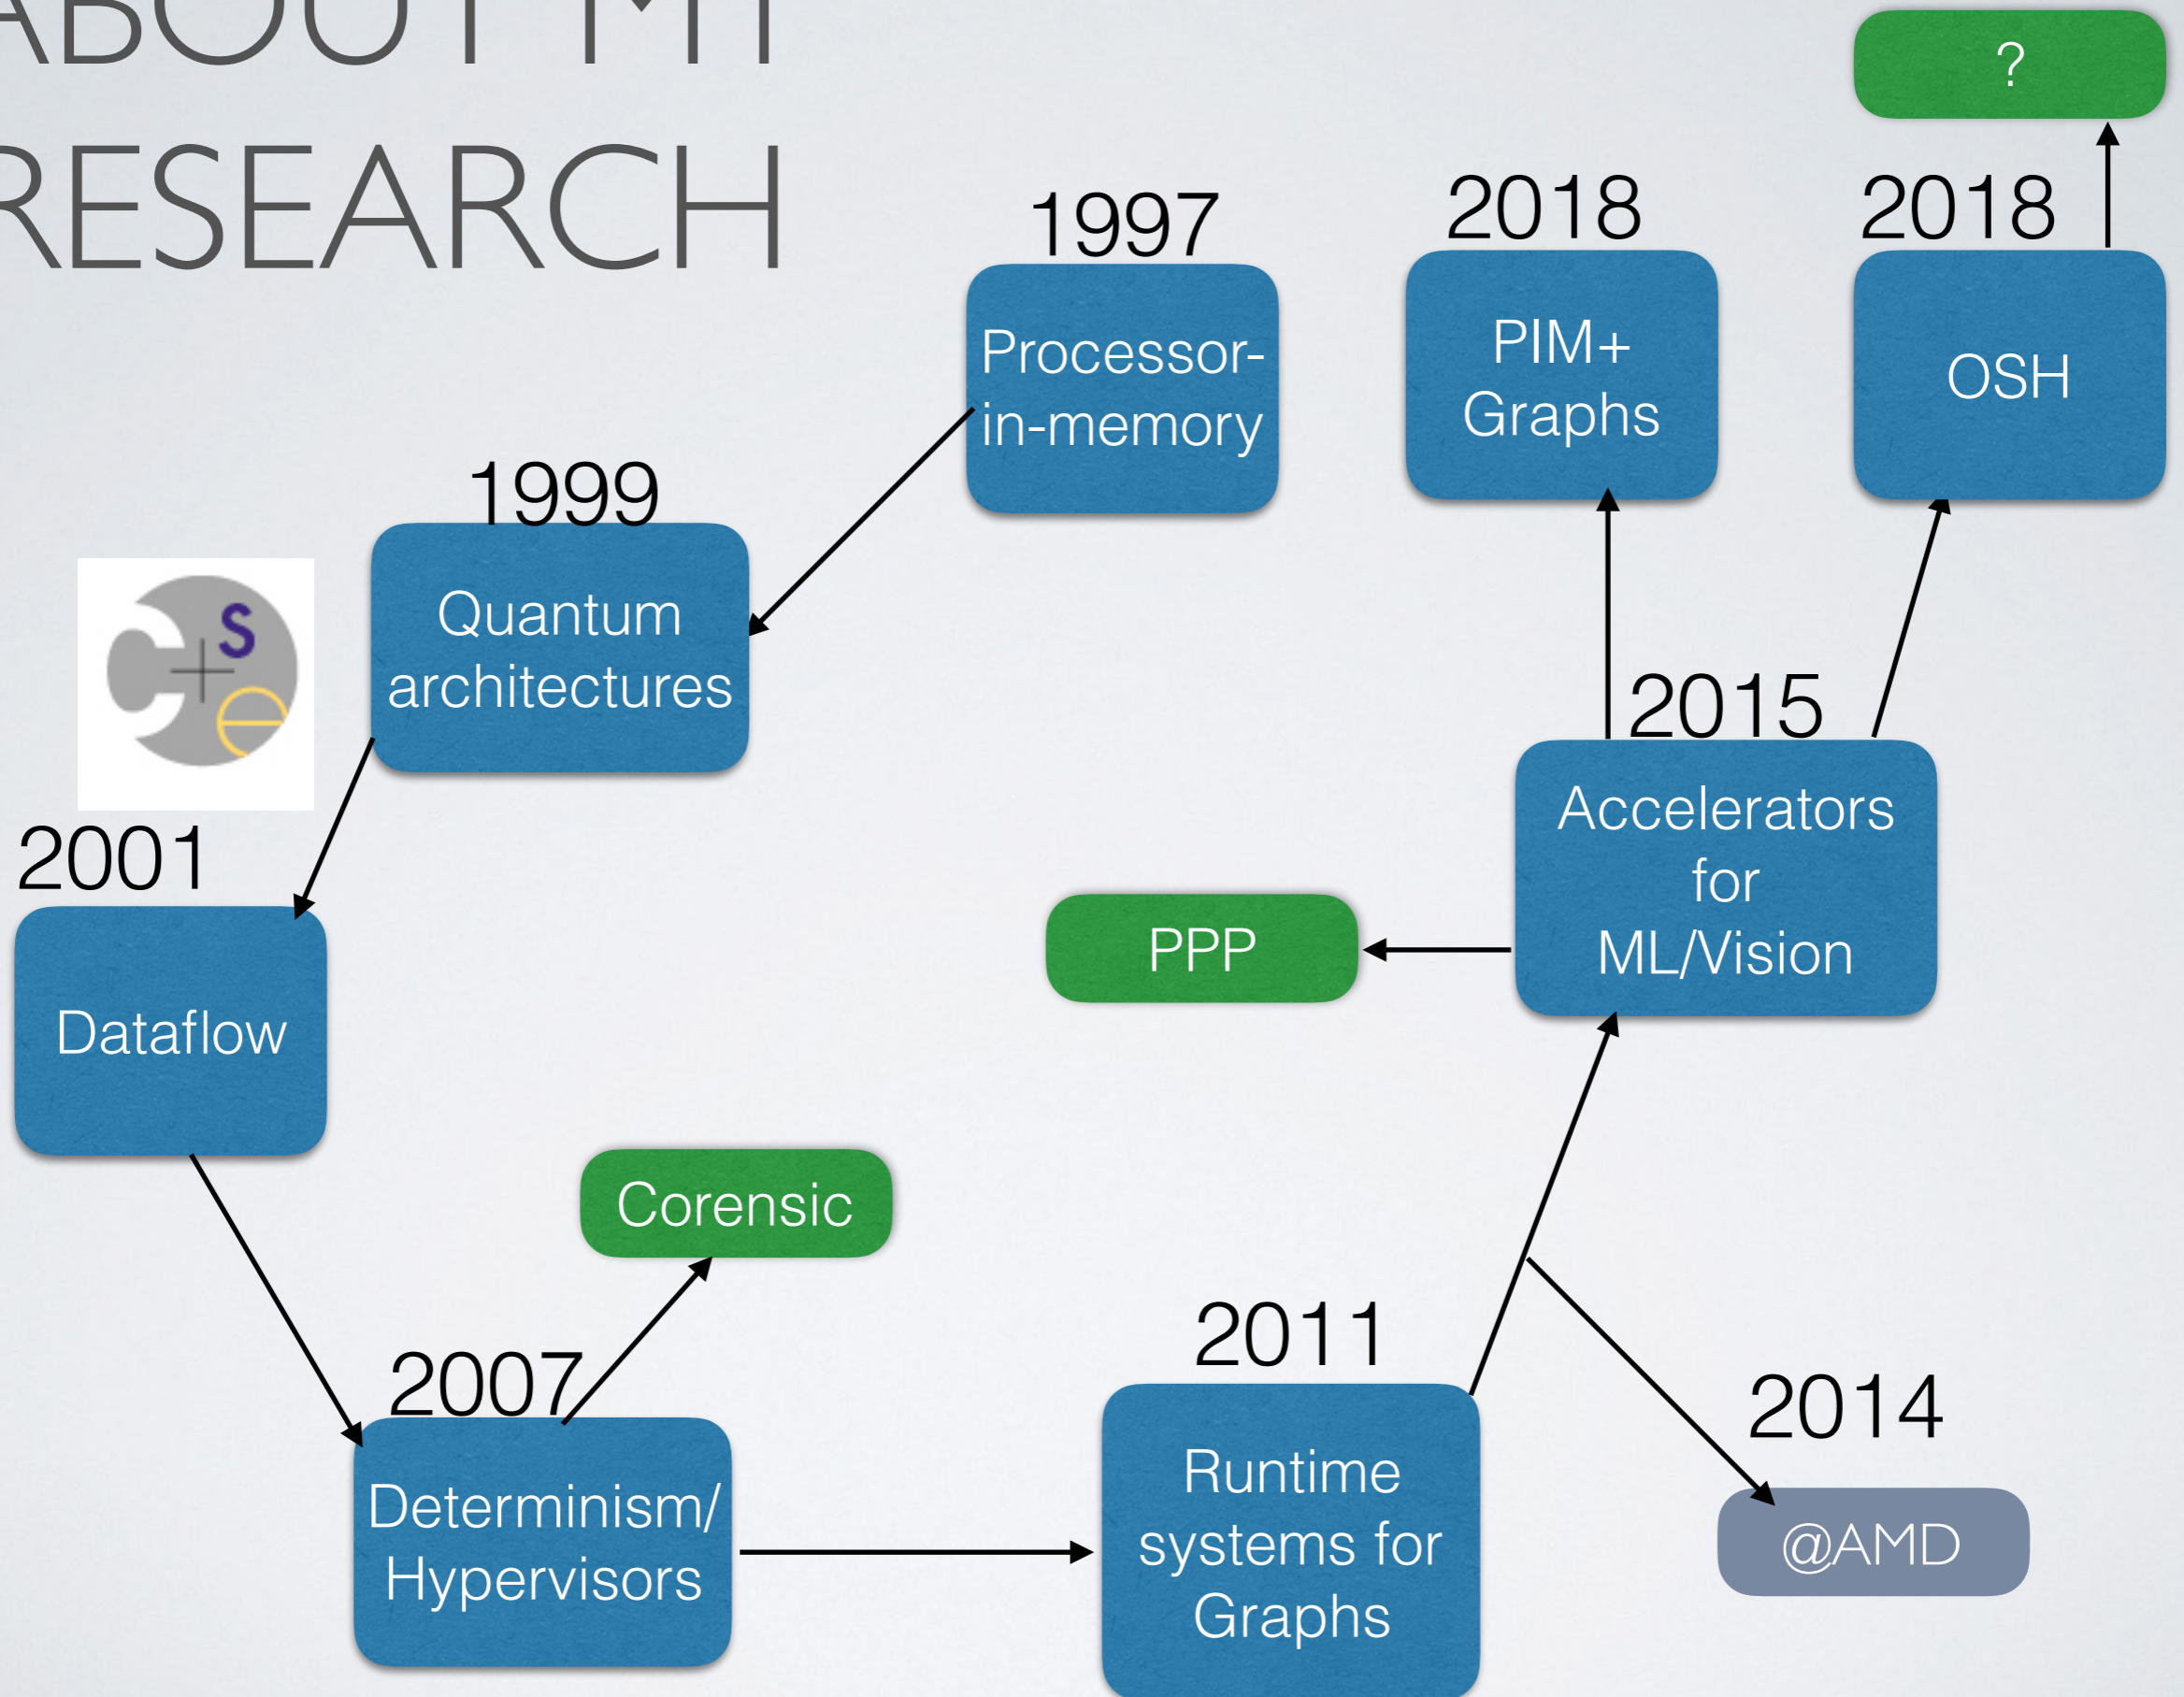 ABOUT MY
RESEARCH
?
1997
2018
2018
Processor-
in-memory
PIM+
Graphs
OSH
1999
Quantum
architectures
C
s
e
2001
Dataflow
2015
Accelerators
for
ML/Vision
PPP
Corensic
2007
Determinism/
Hypervisors
2011
Runtime
systems for
Graphs
2014
@AMD